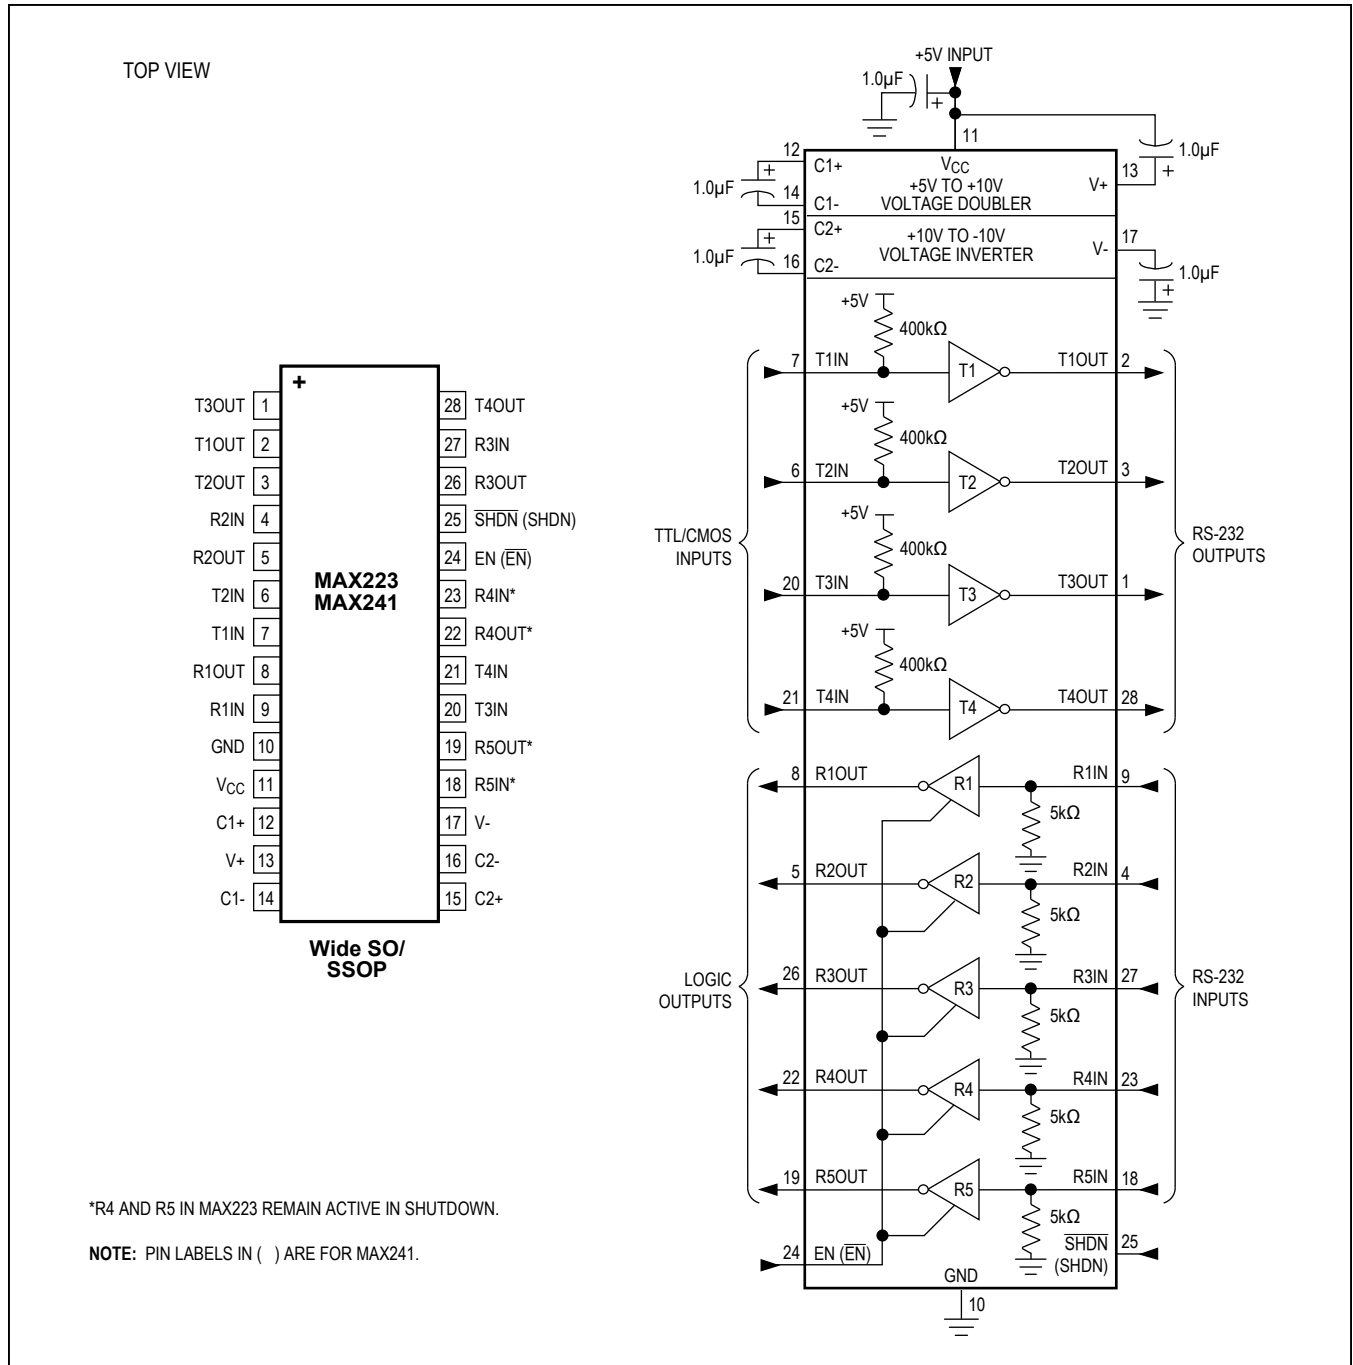 TOP VIEW
T3OUT 1
T1OUT 2
T2OUT 3
R2IN 4
R2OUT 5
T2IN 6
T1IN 7
R1OUT 8
R1IN 9
GND 10
VCC 11
C1+ 12
V+ 13
C1- 14
+
MAX223
MAX241
28 T4OUT
27 R3IN
26 R3OUT
25 S̅H̅D̅N̅ (SHDN)
24 EN (E̅N̅)
23 R4IN*
22 R4OUT*
21 T4IN
20 T3IN
19 R5OUT*
18 R5IN*
17 V-
16 C2-
15 C2+
Wide SO/
SSOP
*R4 AND R5 IN MAX223 REMAIN ACTIVE IN SHUTDOWN.
NOTE: PIN LABELS IN ( ) ARE FOR MAX241.
+5V INPUT
1.0µF
+
11
1.0µF
+
12 C1+
1.0µF
+
14 C1-
VCC
+5V TO +10V
VOLTAGE DOUBLER
V+ 13
15 C2+
1.0µF
+
16 C2-
+10V TO -10V
VOLTAGE INVERTER
V- 17
1.0µF
+
TTL/CMOS
INPUTS
+5V
400kΩ
7 T1IN T1 T1OUT 2
+5V
400kΩ
6 T2IN T2 T2OUT 3
+5V
400kΩ
20 T3IN T3 T3OUT 1
+5V
400kΩ
21 T4IN T4 T4OUT 28
RS-232
OUTPUTS
LOGIC
OUTPUTS
8 R1OUT R1 R1IN 9
5kΩ
5 R2OUT R2 R2IN 4
5kΩ
26 R3OUT R3 R3IN 27
5kΩ
22 R4OUT R4 R4IN 23
5kΩ
19 R5OUT R5 R5IN 18
5kΩ
RS-232
INPUTS
24 EN (E̅N̅)
S̅H̅D̅N̅ 25
(SHDN)
GND
10